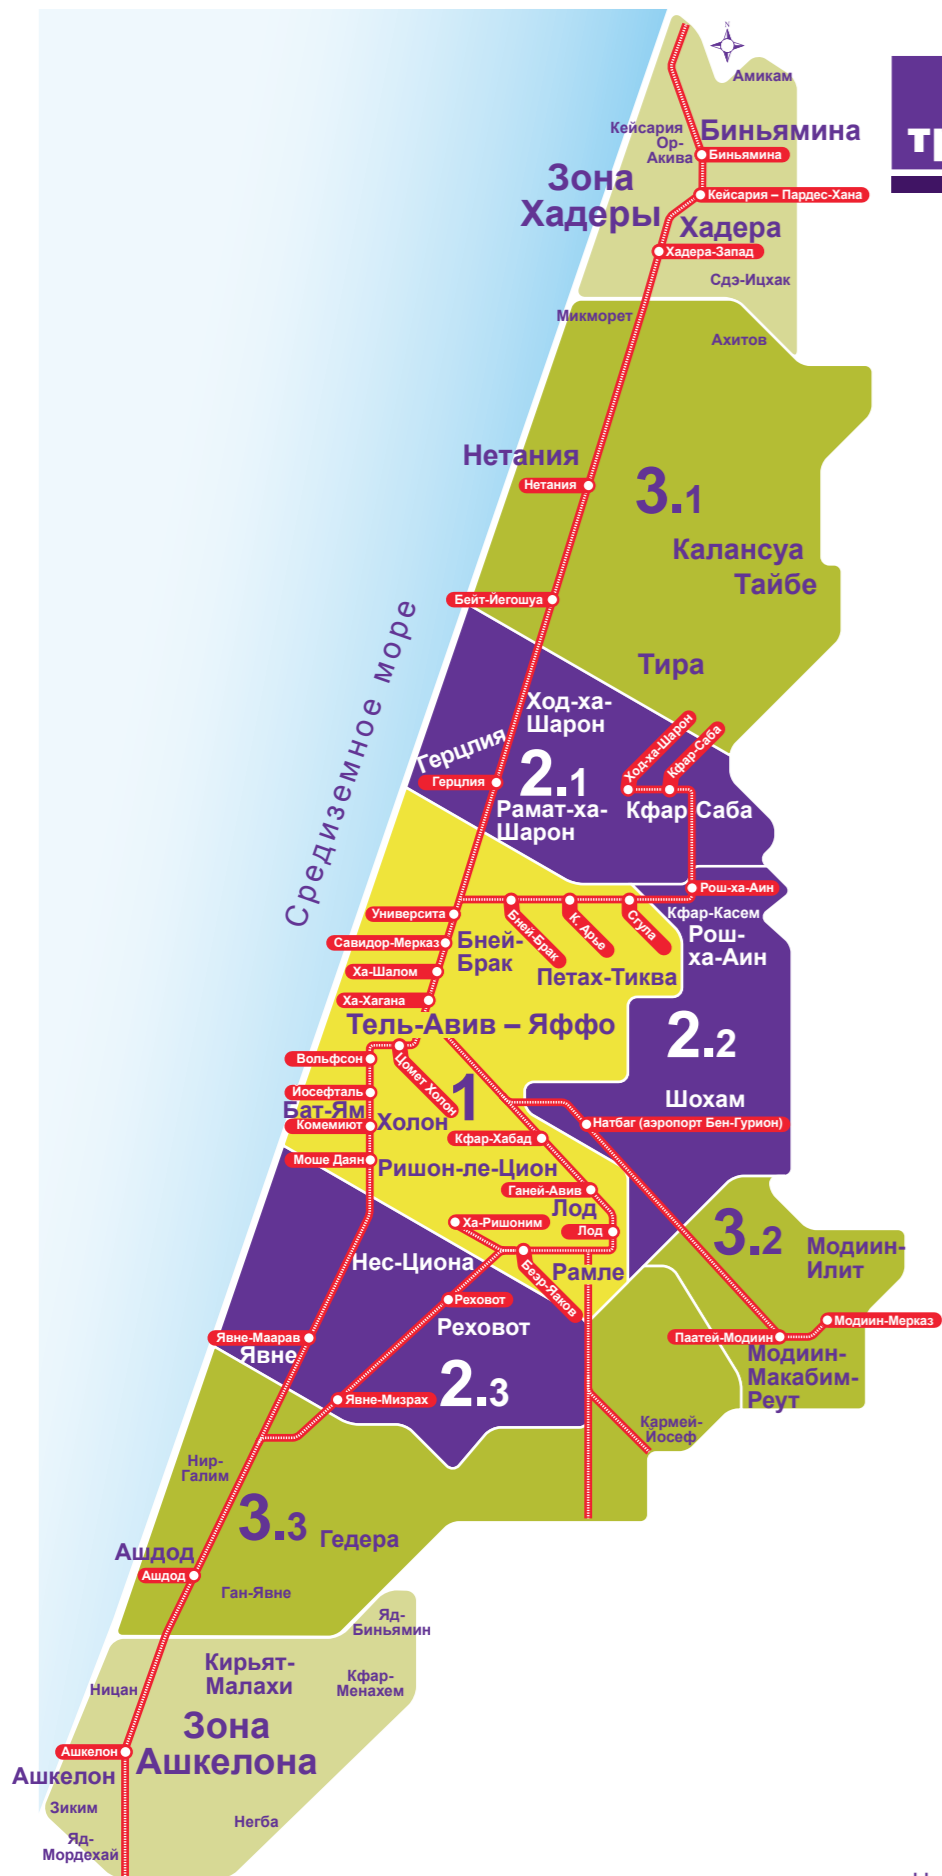 N
Амикам
Кейсария
Ор-
Акива
Биньямина
Биньямина
Зона
Хадеры
Кейсария – Пардес-Хана
Хадера
Хадера-Запад
Сдэ-Ицхак
Микморет
Ахитов
Нетания
Нетания
3.1
Калансуа
Тайбе
Бейт-Йегошуа
Тира
Средиземное море
Ход-ха-
Шарон
Герцлия
Герцлия
2.1
Рамат-ха-
Шарон
Ход-ха-Шарон
Кфар-Саба
Кфар Саба
Рош-ха-Аин
Университа
Бней-Брак
К. Арье
Сгула
Кфар-Касем
Рош-
ха-Аин
Савидор-Мерказ
Бней-
Брак
Петах-Тиква
Ха-Шалом
Ха-Хагана
Тель-Авив – Яффо
2.2
Вольфсон
Цомет Холон
1
Шохам
Йосефталь
Бат-Ям
Комемиют
Холон
Натбаг (аэропорт Бен-Гурион)
Кфар-Хабад
Моше Даян
Ришон-ле-Цион
Ганей-Авив
Лод
Лод
Ха-Ришоним
3.2
Модиин-
Илит
Нес-Циона
Беэр-Яаков
Рамле
Реховот
Реховот
Модиин-Мерказ
Паатей-Модиин
Явне-Маарав
Явне
Модиин-
Макабим-
Реут
2.3
Явне-Мизрах
Кармей-
Йосеф
Нир-
Галим
3.3
Гедера
Ашдод
Ашдод
Ган-Явне
Яд-
Биньямин
Кирьят-
Малахи
Кфар-
Менахем
Ницан
Зона
Ашкелона
Ашкелон
Ашкелон
Зиким
Негба
Яд-
Мордехай